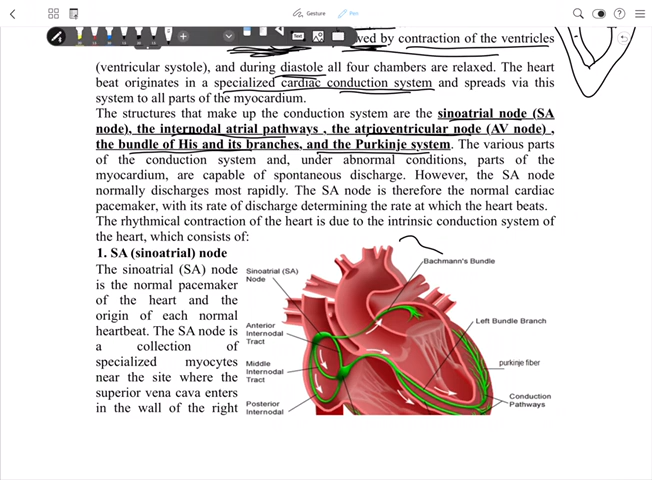 Gesture
Pen
Text
by contraction of the ventricles
(ventricular systole), and during diastole all four chambers are relaxed. The heart
beat originates in a specialized cardiac conduction system and spreads via this
system to all parts of the myocardium.
The structures that make up the conduction system are the sinoatrial node (SA
node), the internodal atrial pathways , the atrioventricular node (AV node) ,
the bundle of His and its branches, and the Purkinje system. The various parts
of the conduction system and, under abnormal conditions, parts of the
myocardium, are capable of spontaneous discharge. However, the SA node
normally discharges most rapidly. The SA node is therefore the normal cardiac
pacemaker, with its rate of discharge determining the rate at which the heart beats.
The rhythmical contraction of the heart is due to the intrinsic conduction system of
the heart, which consists of:
1. SA (sinoatrial) node
The sinoatrial (SA) node
is the normal pacemaker
of the heart and the
origin of each normal
heartbeat. The SA node is
a collection of
specialized myocytes
near the site where the
superior vena cava enters
in the wall of the right
Sinoatrial (SA)
Node
Anterior
Internodal
Tract
Middle
Internodal
Tract
Posterior
Internodal
Bachmann's Bundle
Left Bundle Branch
purkinje fiber
Conduction
Pathways